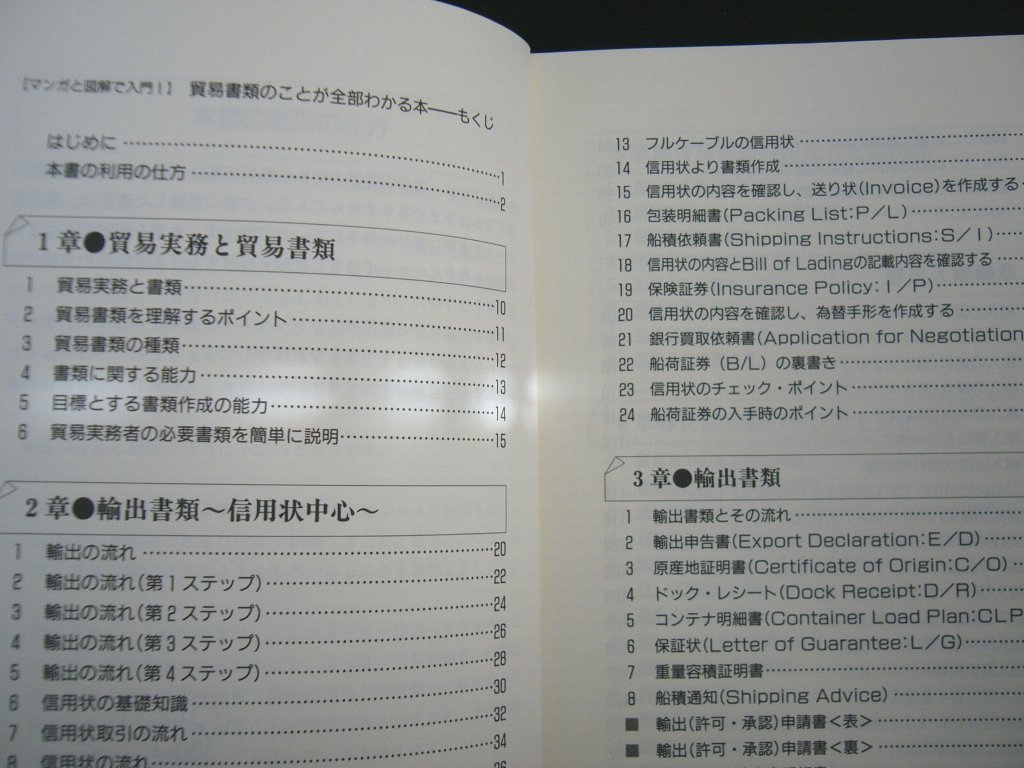 [マンガと図解で入門！] 貿易書類のことが全部わかる本――もくじ
はじめに……1
本書の利用の仕方……2
1章●貿易実務と貿易書類
1 貿易実務と書類……10
2 貿易書類を理解するポイント……11
3 貿易書類の種類……12
4 書類に関する能力……13
5 目標とする書類作成の能力……14
6 貿易実務者の必要書類を簡単に説明……15
2章●輸出書類～信用状中心～
1 輸出の流れ……20
2 輸出の流れ(第1ステップ)……22
3 輸出の流れ(第2ステップ)……24
4 輸出の流れ(第3ステップ)……26
5 輸出の流れ(第4ステップ)……28
6 信用状の基礎知識……30
7 信用状取引の流れ……32
8 信用状の流れ……34
13 フルケーブルの信用状……
14 信用状より書類作成……
15 信用状の内容を確認し、送り状(Invoice)を作成する…
16 包装明細書(Packing List:P／L)……
17 船積依頼書(Shipping Instructions:S／I)……
18 信用状の内容とBill of Ladingの記載内容を確認する……
19 保険証券(Insurance Policy:I／P)……
20 信用状の内容を確認し、為替手形を作成する……
21 銀行買取依頼書(Application for Negotiation
22 船荷証券（B/L）の裏書き……
23 信用状のチェック・ポイント……
24 船荷証券の入手時のポイント……
3章●輸出書類
1 輸出書類とその流れ……
2 輸出申告書(Export Declaration:E／D)……
3 原産地証明書(Certificate of Origin:C／O)……
4 ドック・レシート(Dock Receipt:D／R)……
5 コンテナ明細書(Container Load Plan:CLP
6 保証状(Letter of Guarantee:L／G)……
7 重量容積証明書……
8 船積通知(Shipping Advice)……
■ 輸出(許可・承認)申請書<表>……
■ 輸出(許可・承認)申請書<裏>……